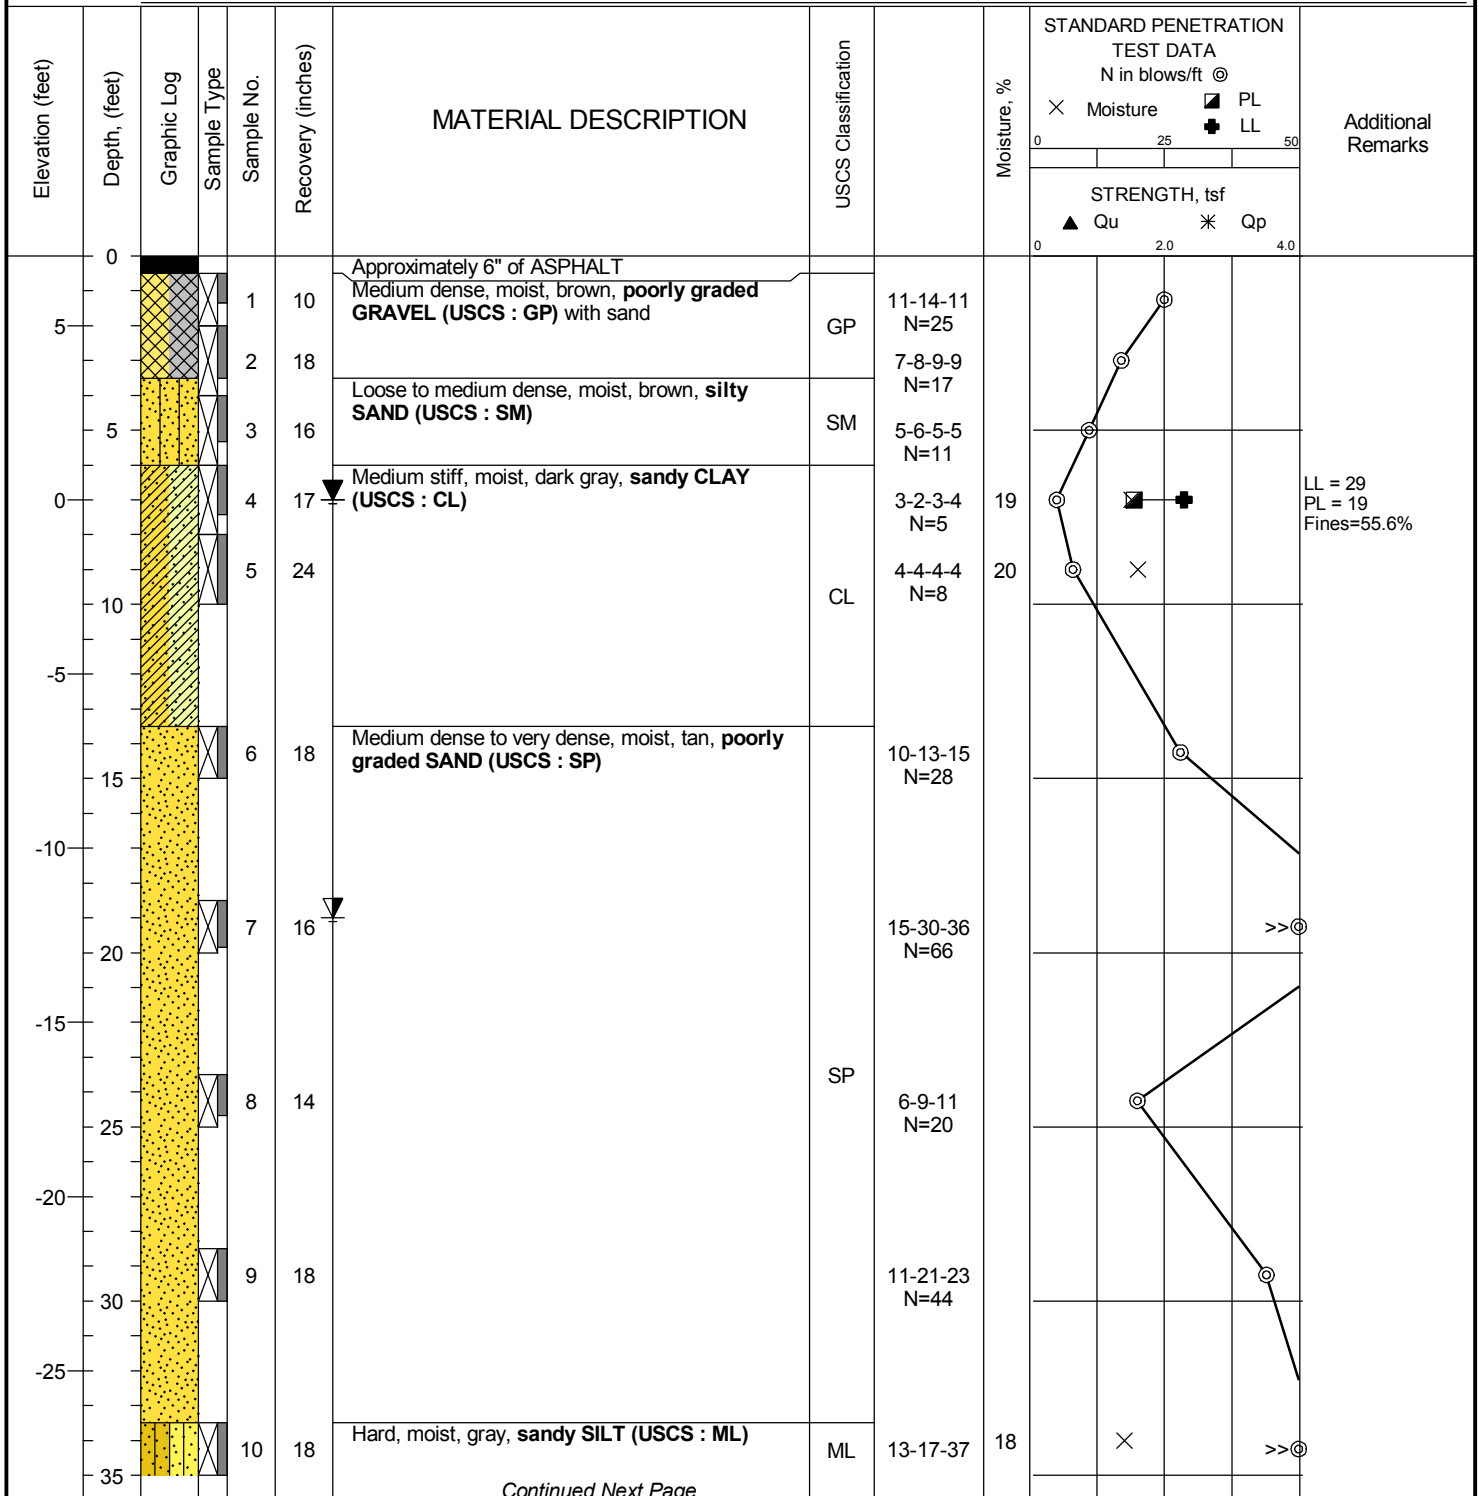 Elevation (feet)
Depth, (feet)
Graphic Log
Sample Type
Sample No.
Recovery (inches)
MATERIAL DESCRIPTION
USCS Classification
Moisture, %
STANDARD PENETRATION
TEST DATA
N in blows/ft
Moisture
PL
LL
0 25 50
STRENGTH, tsf
Qu Qp
0 2.0 4.0
Additional
Remarks
0
Approximately 6" of ASPHALT
1 10 Medium dense, moist, brown, poorly graded
GRAVEL (USCS : GP) with sand
11-14-11
N=25
5
GP
2 18
7-8-9-9
N=17
Loose to medium dense, moist, brown, silty
SAND (USCS : SM)
SM
5 3 16
5-6-5-5
N=11
Medium stiff, moist, dark gray, sandy CLAY
(USCS : CL)
0 4 17
3-2-3-4
N=5
19
LL = 29
PL = 19
Fines=55.6%
5 24
4-4-4-4
N=8
20
CL
10
-5
Medium dense to very dense, moist, tan, poorly
graded SAND (USCS : SP)
6 18
10-13-15
N=28
15
-10
7 16
15-30-36
N=66
>>
20
-15
SP
8 14
6-9-11
N=20
25
-20
9 18
11-21-23
N=44
30
-25
Hard, moist, gray, sandy SILT (USCS : ML)
10 18
ML
13-17-37
18
>>
35
Continued Next Page